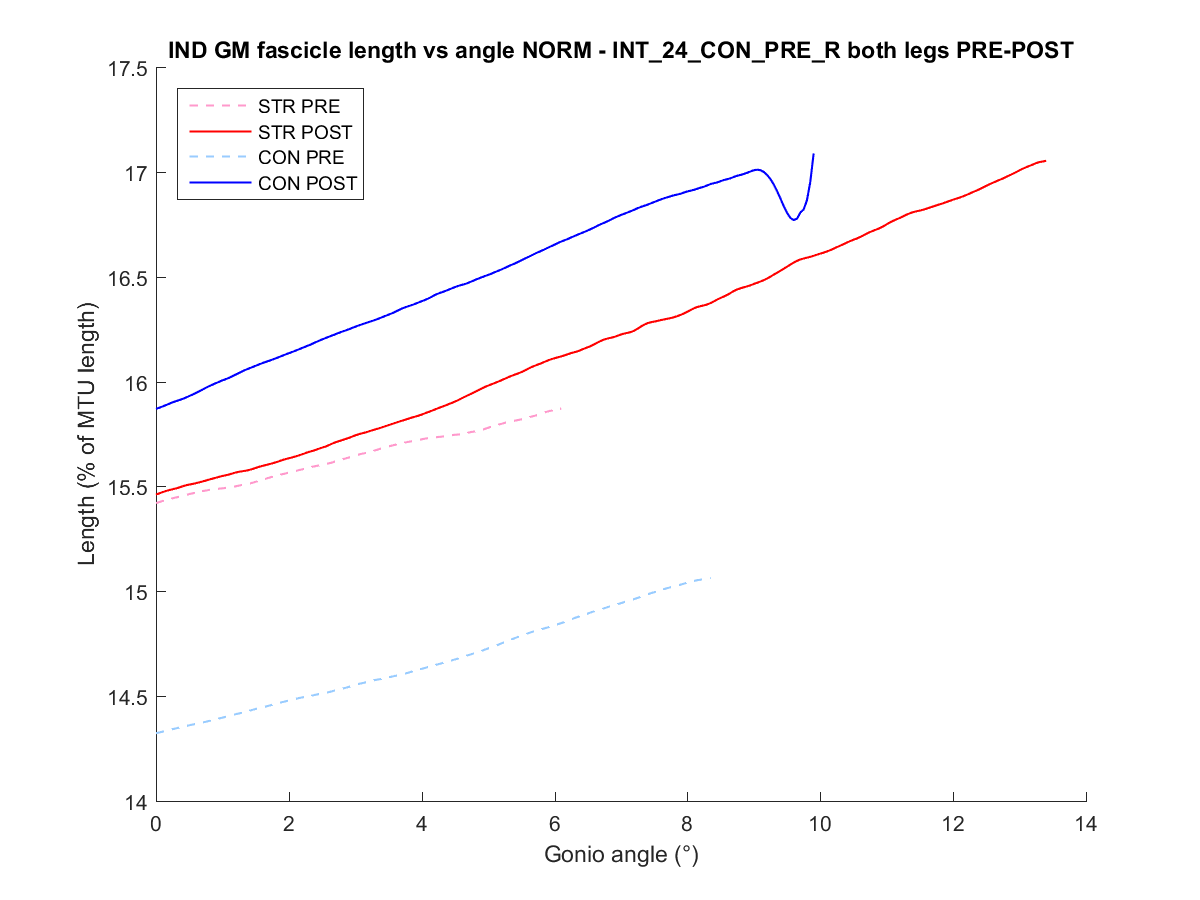 IND GM fascicle length vs angle NORM - INT_24_CON_PRE_R both legs PRE-POST
17.5
17
16.5
16
15.5
15
14.5
14
Length (% of MTU length)
STR PRE
STR POST
CON PRE
CON POST
0 2 4 6 8 10 12 14
Gonio angle (°)